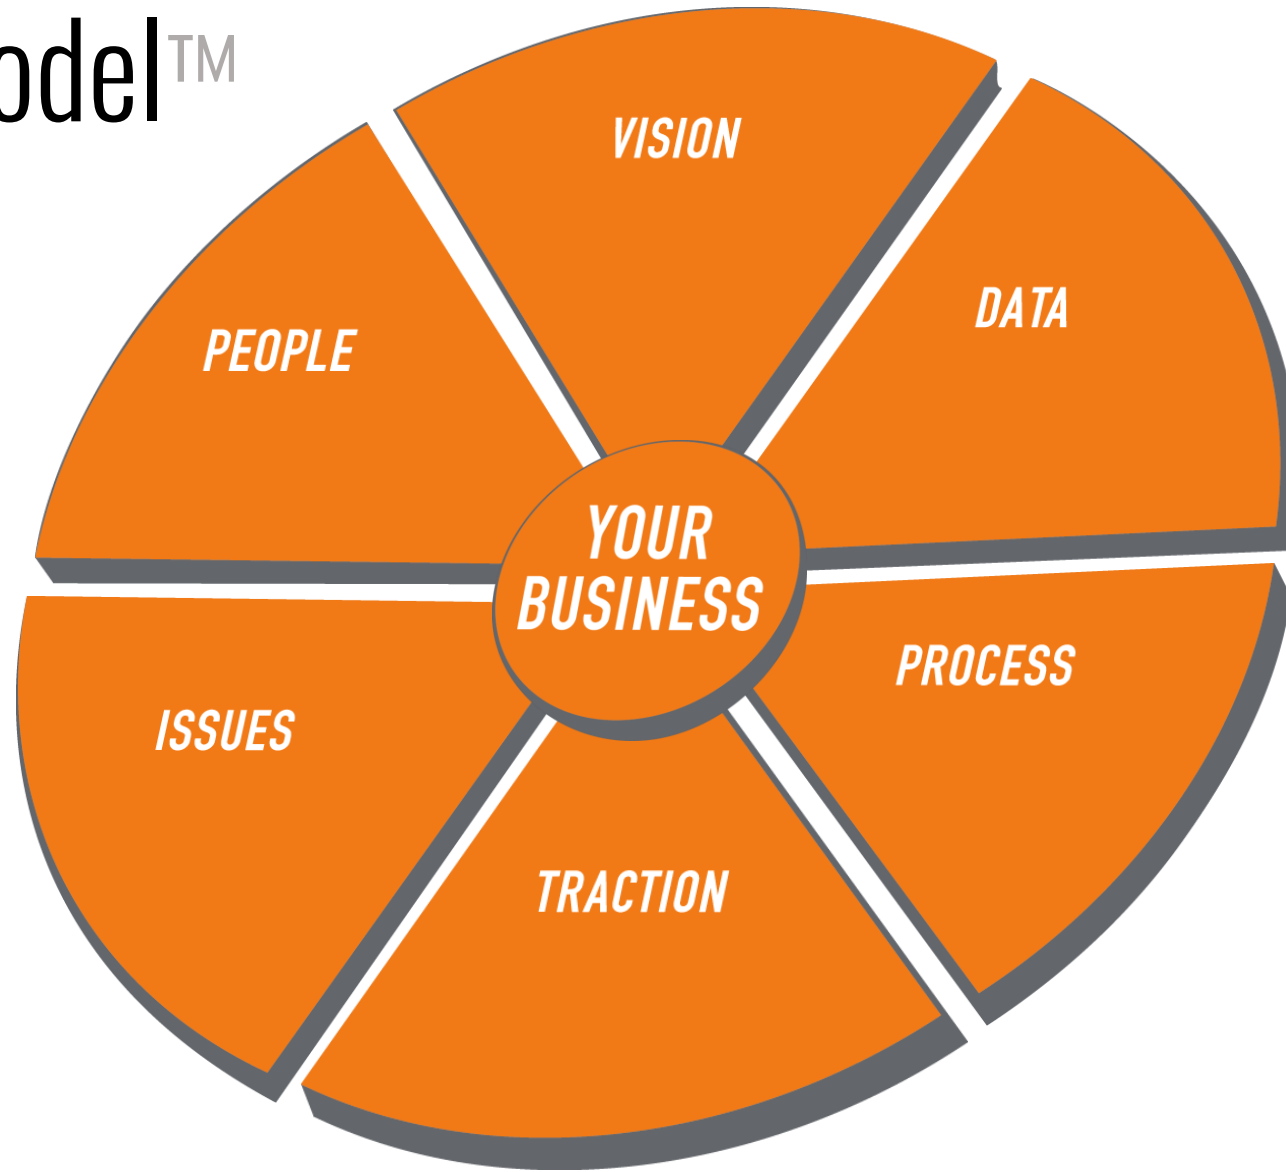 odel™
VISION
DATA
PEOPLE
YOUR
BUSINESS
PROCESS
ISSUES
TRACTION